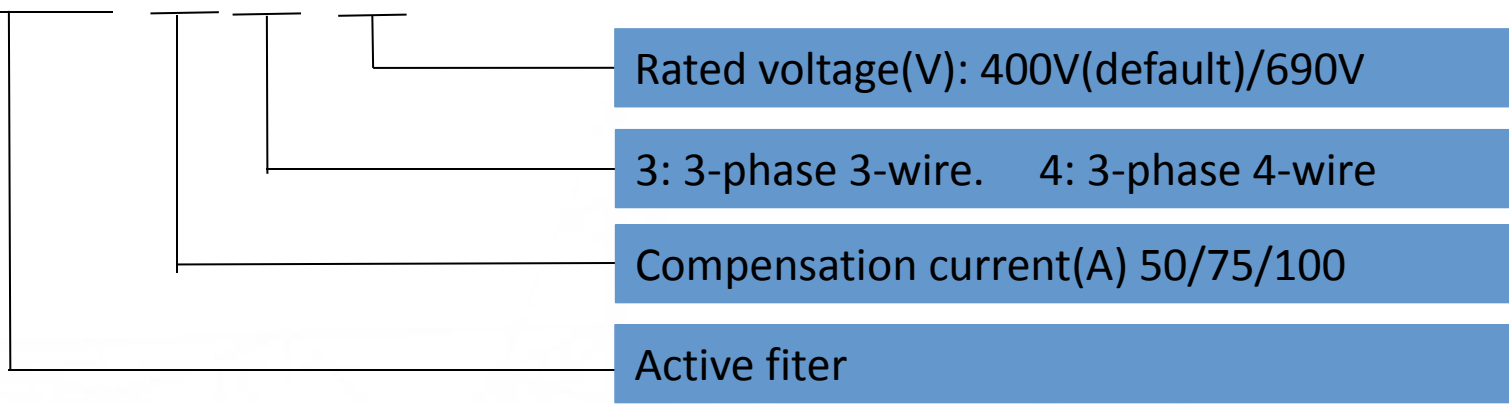 Rated voltage(V): 400V(default)/690V
3: 3-phase 3-wire. 4: 3-phase 4-wire
Compensation current(A) 50/75/100
Active fiter